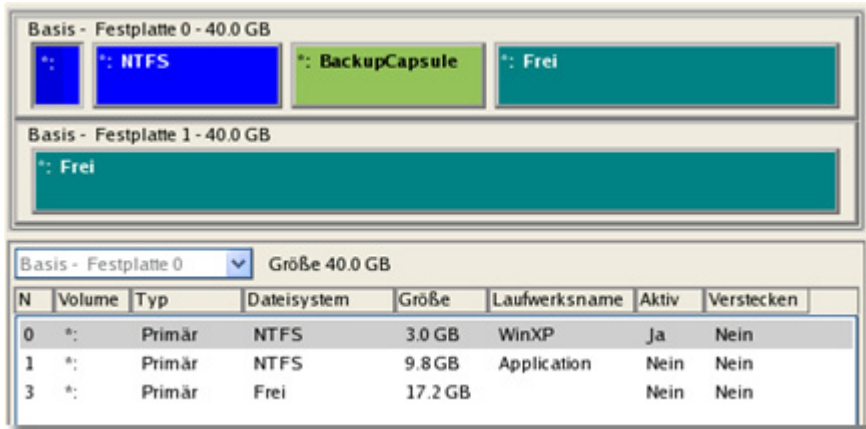 Basis - Festplatte 0 - 40.0 GB
*: *: NTFS *: BackupCapsule *: Frei
Basis - Festplatte 1 - 40.0 GB
*: Frei
Basis - Festplatte 0 Größe 40.0 GB
N Volume Typ Dateisystem Größe Laufwerksname Aktiv Verstecken
0 *: Primär NTFS 3.0 GB WinXP Ja Nein
1 *: Primär NTFS 9.8 GB Application Nein Nein
3 *: Primär Frei 17.2 GB Nein Nein